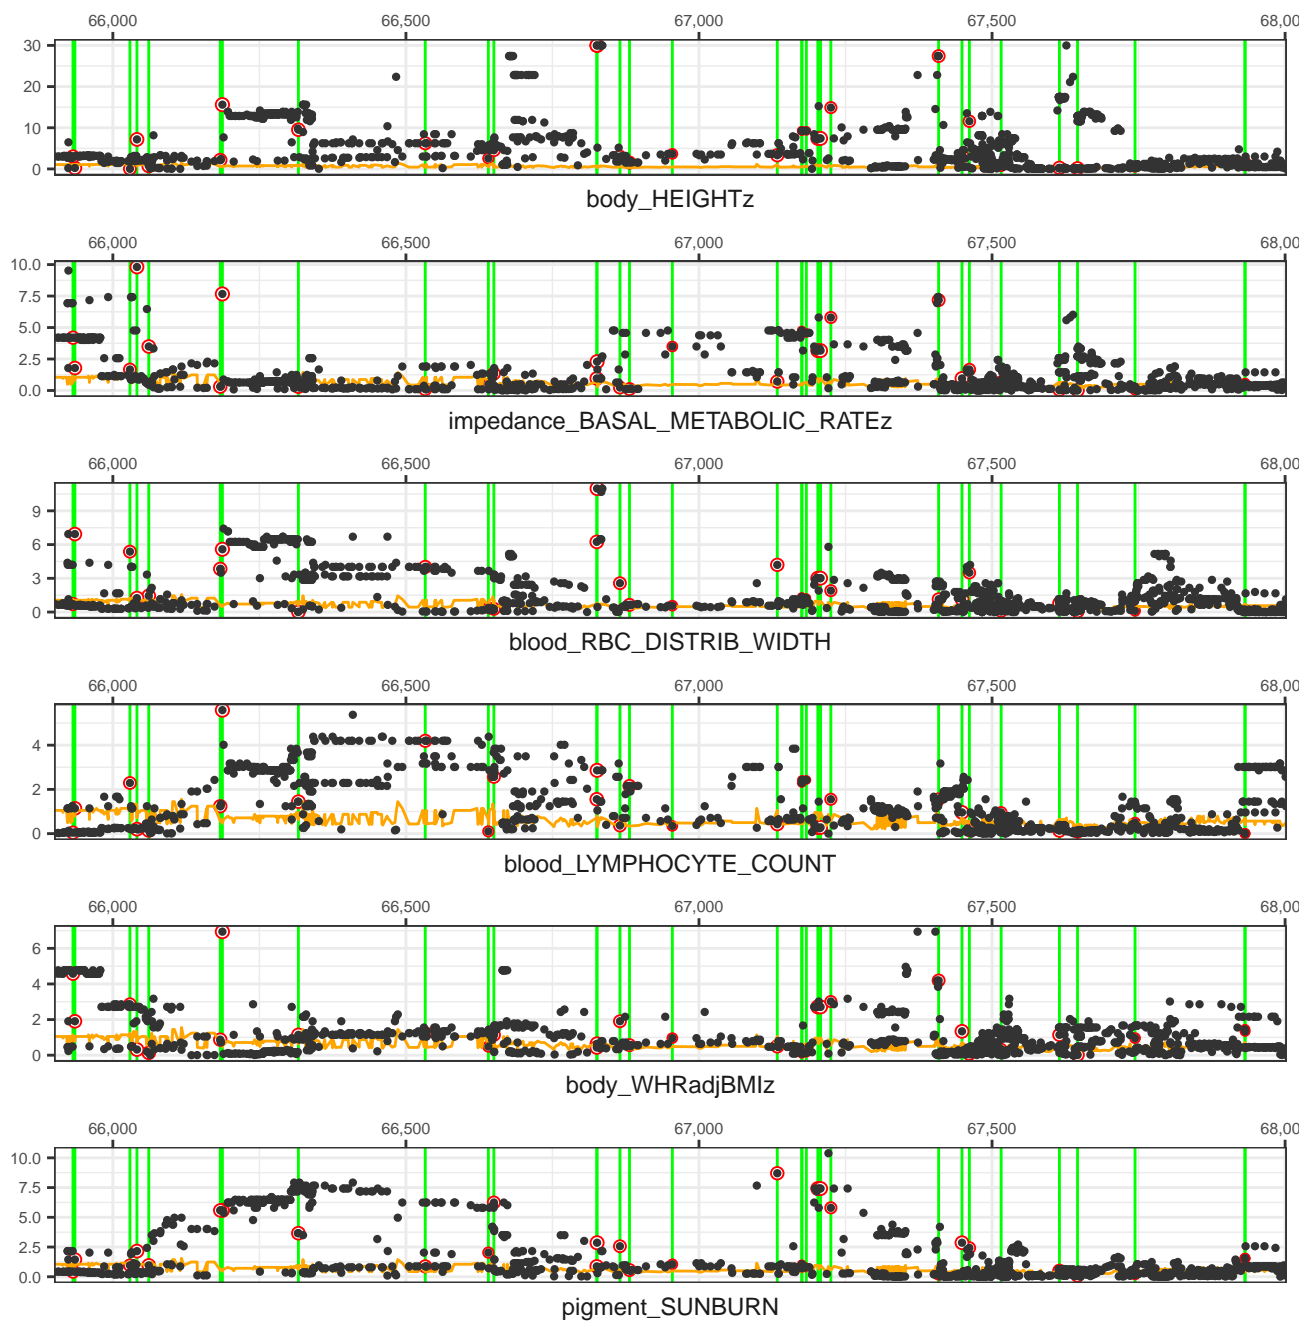 66,000 66,500 67,000 67,500 68,00
30
20
10
0
body_HEIGHTz
66,000 66,500 67,000 67,500 68,00
10.0
7.5
5.0
2.5
0.0
impedance_BASAL_METABOLIC_RATEz
66,000 66,500 67,000 67,500 68,00
9
6
3
0
blood_RBC_DISTRIB_WIDTH
66,000 66,500 67,000 67,500 68,00
4
2
0
blood_LYMPHOCYTE_COUNT
66,000 66,500 67,000 67,500 68,00
6
4
2
0
body_WHRadjBMIz
66,000 66,500 67,000 67,500 68,00
10.0
7.5
5.0
2.5
0.0
pigment_SUNBURN